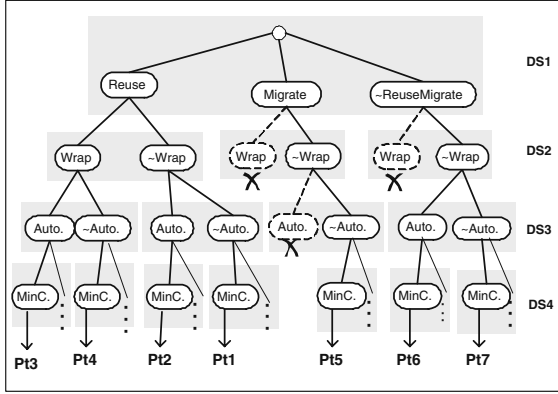 DS1
Reuse Migrate ~ReuseMigrate
DS2
Wrap ~Wrap Wrap ~Wrap Wrap ~Wrap
DS3
Auto. ~Auto. Auto. ~Auto. Auto. ~Auto. Auto. ~Auto.
MinC. MinC. MinC. MinC. MinC. MinC. MinC. DS4
Pt3 Pt4 Pt2 Pt1 Pt5 Pt6 Pt7